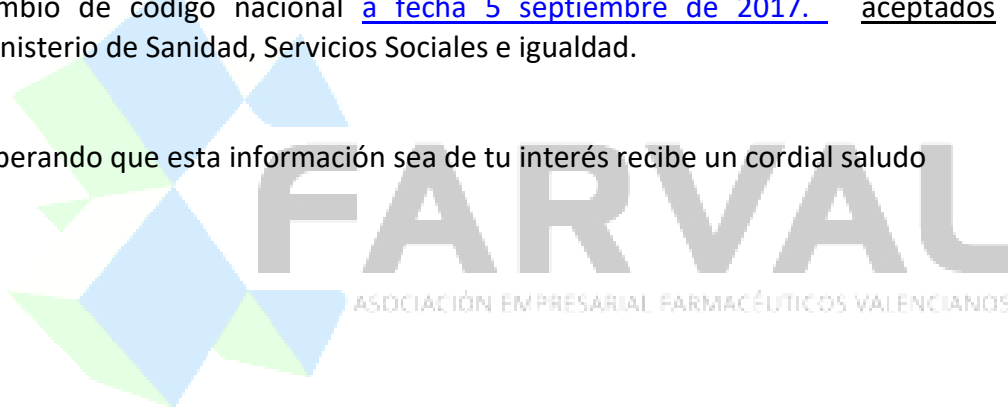 mbio de código nacional a fecha 5 septiembre de 2017. aceptados
nisterio de Sanidad, Servicios Sociales e igualdad.
perando que esta información sea de tu interés recibe un cordial saludo
FARVAL
ASOCIACIÓN EMPRESARIAL FARMACÉUTICOS VALENCIANOS